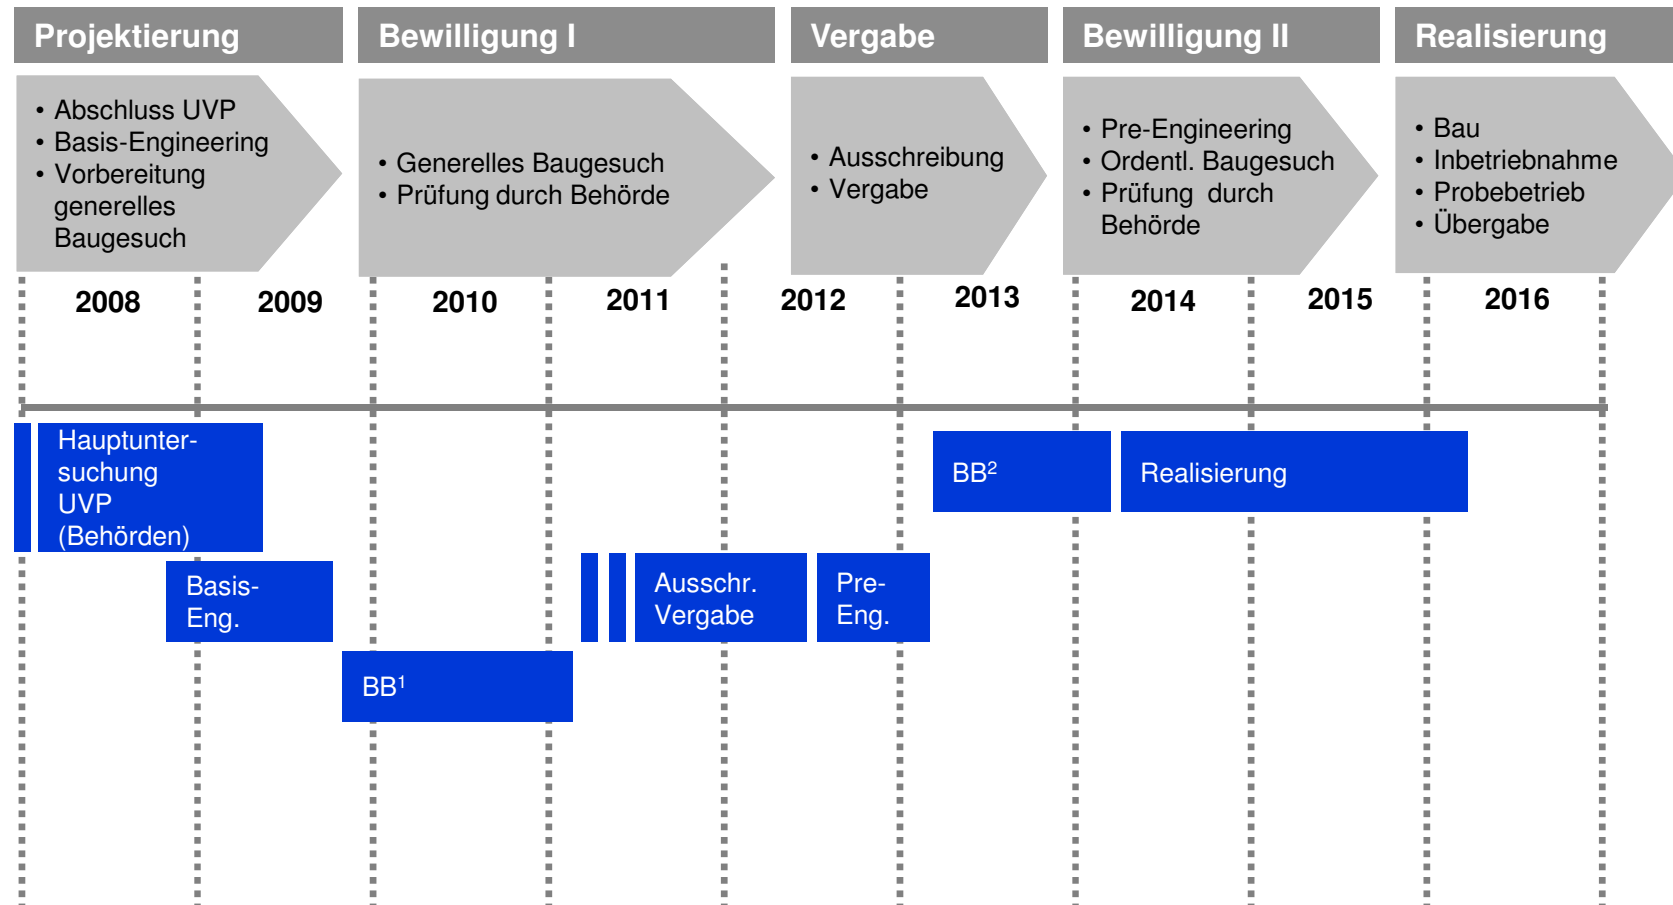 Projektierung
Bewilligung I
Vergabe
Bewilligung II
Realisierung
• Abschluss UVP
• Basis-Engineering
• Vorbereitung
generelles
Baugesuch
• Generelles Baugesuch
• Prüfung durch Behörde
• Ausschreibung
• Vergabe
• Pre-Engineering
• Ordentl. Baugesuch
• Prüfung durch
Behörde
• Bau
• Inbetriebnahme
• Probebetrieb
• Übergabe
2008
2009
2010
2011
2012
2013
2014
2015
2016
Hauptunter-
suchung
UVP
(Behörden)
BB²
Realisierung
Basis-
Eng.
Ausschr.
Vergabe
Pre-
Eng.
BB¹